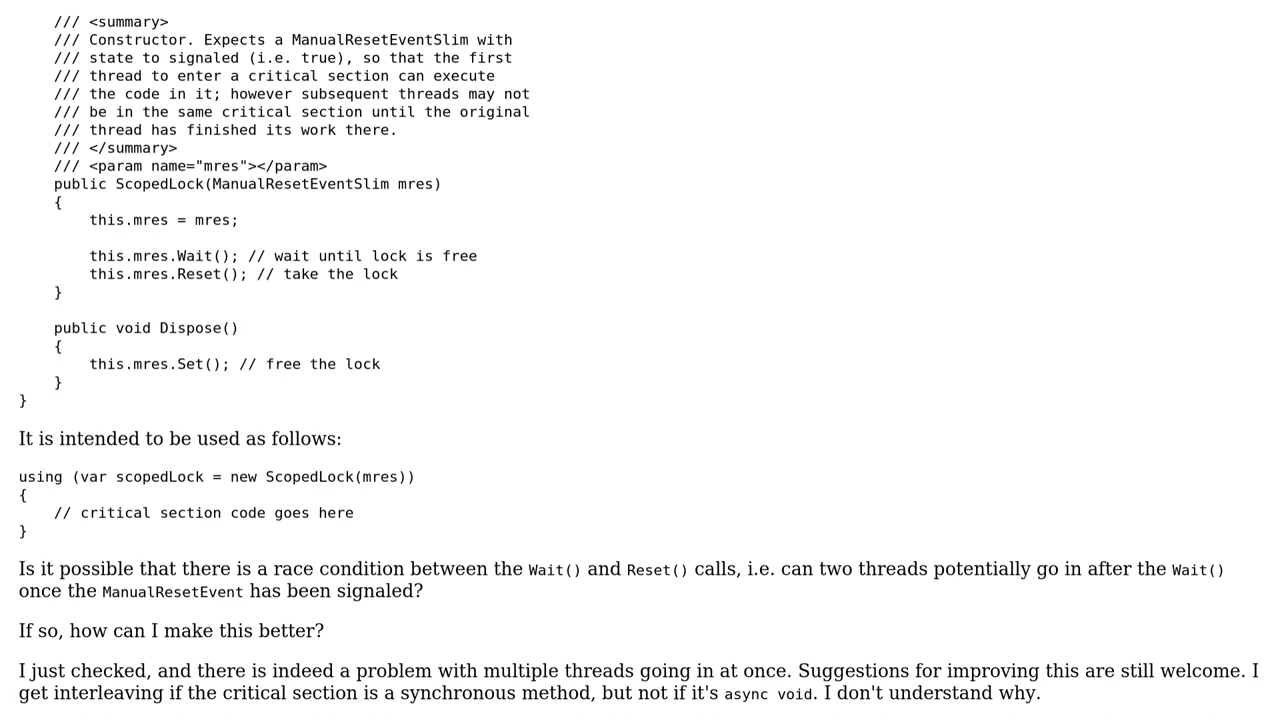 /// <summary>
/// Constructor. Expects a ManualResetEventSlim with
/// state to signaled (i.e. true), so that the first
/// thread to enter a critical section can execute
/// the code in it; however subsequent threads may not
/// be in the same critical section until the original
/// thread has finished its work there.
/// </summary>
/// <param name="mres"></param>
public ScopedLock(ManualResetEventSlim mres)
{
this.mres = mres;
this.mres.Wait(); // wait until lock is free
this.mres.Reset(); // take the lock
}
public void Dispose()
{
this.mres.Set(); // free the lock
}
}
It is intended to be used as follows:
using (var scopedLock = new ScopedLock(mres))
{
// critical section code goes here
}
Is it possible that there is a race condition between the Wait() and Reset() calls, i.e. can two threads potentially go in after the Wait()
once the ManualResetEvent has been signaled?
If so, how can I make this better?
I just checked, and there is indeed a problem with multiple threads going in at once. Suggestions for improving this are still welcome. I
get interleaving if the critical section is a synchronous method, but not if it's async void. I don't understand why.